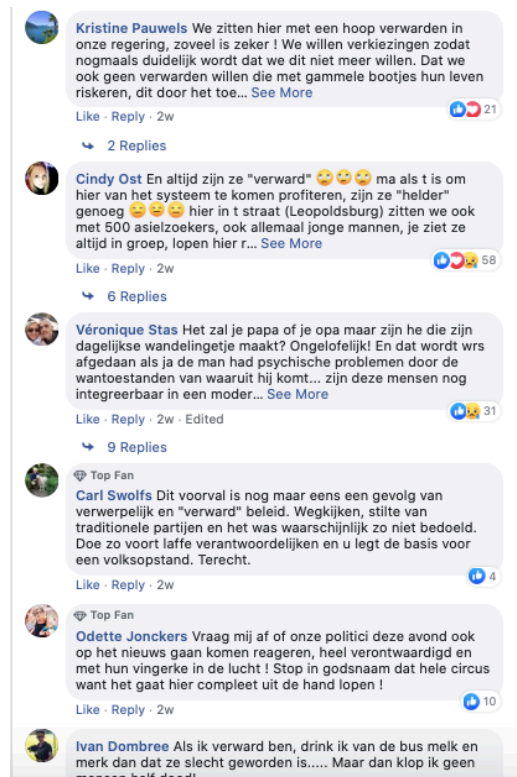 Kristine Pauwels We zitten hier met een hoop verwarden in
onze regering, zoveel is zeker ! We willen verkiezingen zodat
nogmaals duidelijk wordt dat we dit niet meer willen. Dat we
ook geen verwarden willen die met gammele bootjes hun leven
riskeren, dit door het toe... See More
21
Like · Reply · 2w
2 Replies
Cindy Ost En altijd zijn ze "verward" 🙄🙄🙄 ma als t is om
hier van het systeem te komen profiteren, zijn ze "helder"
genoeg 😒😒😒 hier in t straat (Leopoldsburg) zitten we ook
met 500 asielzoekers, ook allemaal jonge mannen, je ziet ze
altijd in groep, lopen hier r... See More
58
Like · Reply · 2w
6 Replies
Véronique Stas Het zal je papa of je opa maar zijn he die zijn
dagelijkse wandelingetje maakt? Ongelofelijk! En dat wordt wrs
afgedaan als ja de man had psychische problemen door de
wantoestanden van waaruit hij komt... zijn deze mensen nog
integreerbaar in een moder... See More
31
Like · Reply · 2w · Edited
9 Replies
Top Fan
Carl Swolfs Dit voorval is nog maar eens een gevolg van
verwerpelijk en "verward" beleid. Wegkijken, stilte van
traditionele partijen en het was waarschijnlijk zo niet bedoeld.
Doe zo voort laffe verantwoordelijken en u legt de basis voor
een volksopstand. Terecht.
4
Like · Reply · 2w
Top Fan
Odette Jonckers Vraag mij af of onze politici deze avond ook
op het nieuws gaan komen reageren, heel verontwaardigd en
met hun vingerke in de lucht ! Stop in godsnaam dat hele circus
want het gaat hier compleet uit de hand lopen !
10
Like · Reply · 2w
Ivan Dombree Als ik verward ben, drink ik van de bus melk en
merk dan dat ze slecht geworden is..... Maar dan klop ik geen
mensen half dood!